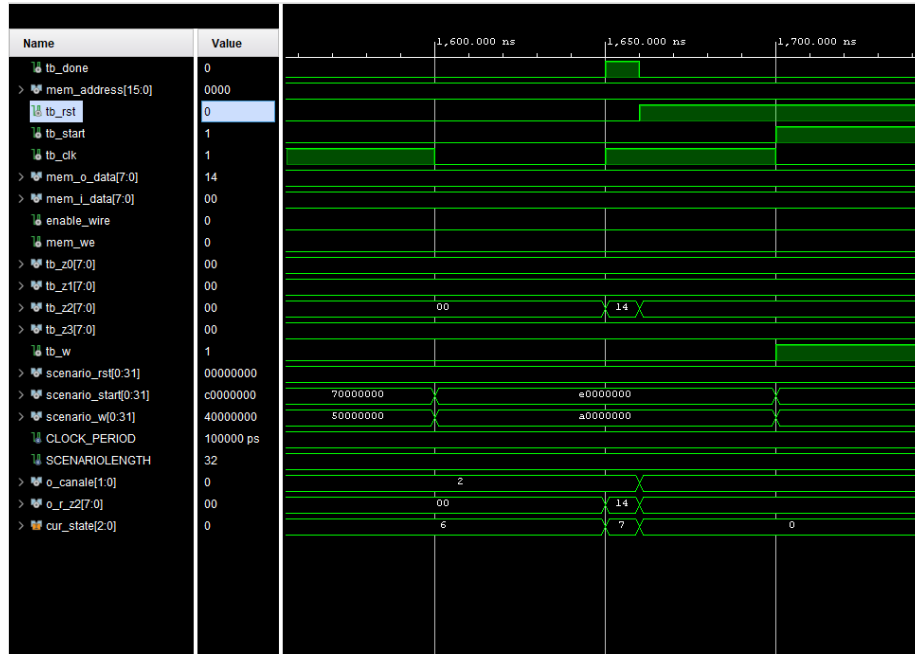 Name Value
1,600.000 ns 1,650.000 ns 1,700.000 ns
tb_done 0
mem_address[15:0] 0000
tb_rst 0
tb_start 1
tb_clk 1
mem_o_data[7:0] 14
mem_i_data[7:0] 00
enable_wire 0
mem_we 0
tb_z0[7:0] 00
tb_z1[7:0] 00
tb_z2[7:0] 00 00 14
tb_z3[7:0] 00
tb_w 1
scenario_rst[0:31] 00000000
scenario_start[0:31] c0000000 70000000 e0000000
scenario_w[0:31] 40000000 50000000 a0000000
CLOCK_PERIOD 100000 ps
SCENARIOLENGTH 32
o_canale[1:0] 0 2
o_r_z2[7:0] 00 00 14
cur_state[2:0] 0 6 7 0